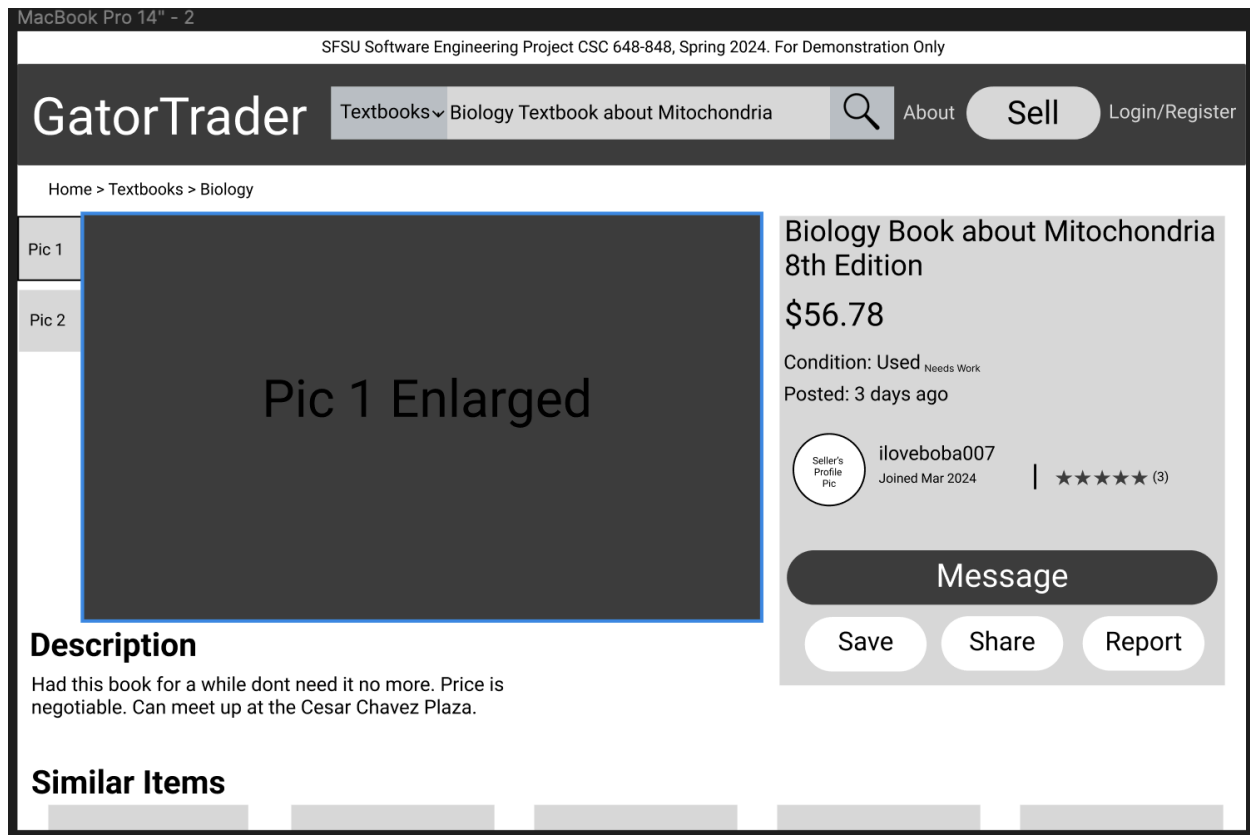 MacBook Pro 14" - 2
SFSU Software Engineering Project CSC 648-848, Spring 2024. For Demonstration Only
GatorTrader
Textbooks
Biology Textbook about Mitochondria
About
Sell
Login/Register
Home > Textbooks > Biology
Pic 1
Pic 2
Pic 1 Enlarged
Biology Book about Mitochondria
8th Edition
$56.78
Condition: Used Needs Work
Posted: 3 days ago
Seller's
Profile
Pic
iloveboba007
Joined Mar 2024
| ★★★★★ (3)
Message
Save
Share
Report
Description
Had this book for a while dont need it no more. Price is
negotiable. Can meet up at the Cesar Chavez Plaza.
Similar Items